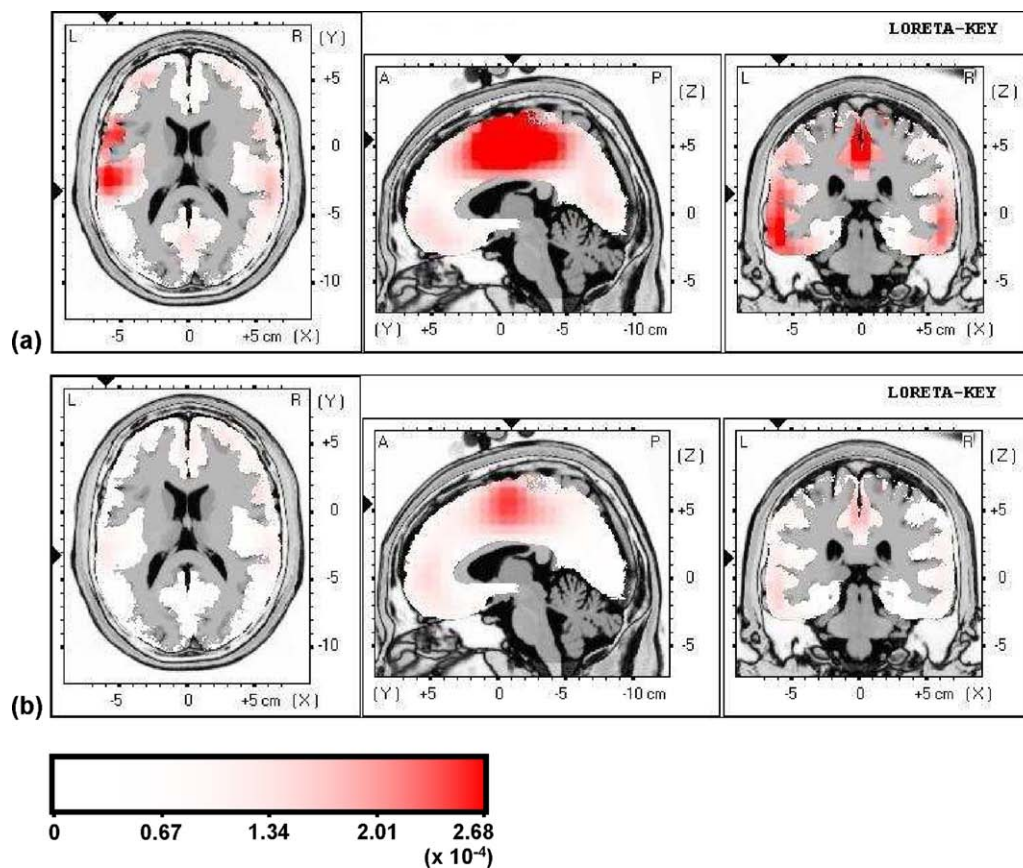 LORETA-KEY
L R (Y)
+5
0
-5
-10
-5 0 +5 cm (X)
A P (Z)
+5
0
-5
(Y) +5 0 -5 -10 cm
L R (Z)
+5
0
-5
-5 0 +5 cm (X)
(a)
LORETA-KEY
L R (Y)
+5
0
-5
-10
-5 0 +5 cm (X)
A P (Z)
+5
0
-5
(Y) +5 0 -5 -10 cm
L R (Z)
+5
0
-5
-5 0 +5 cm (X)
(b)
0 0.67 1.34 2.01 2.68
(x 10⁻⁴)